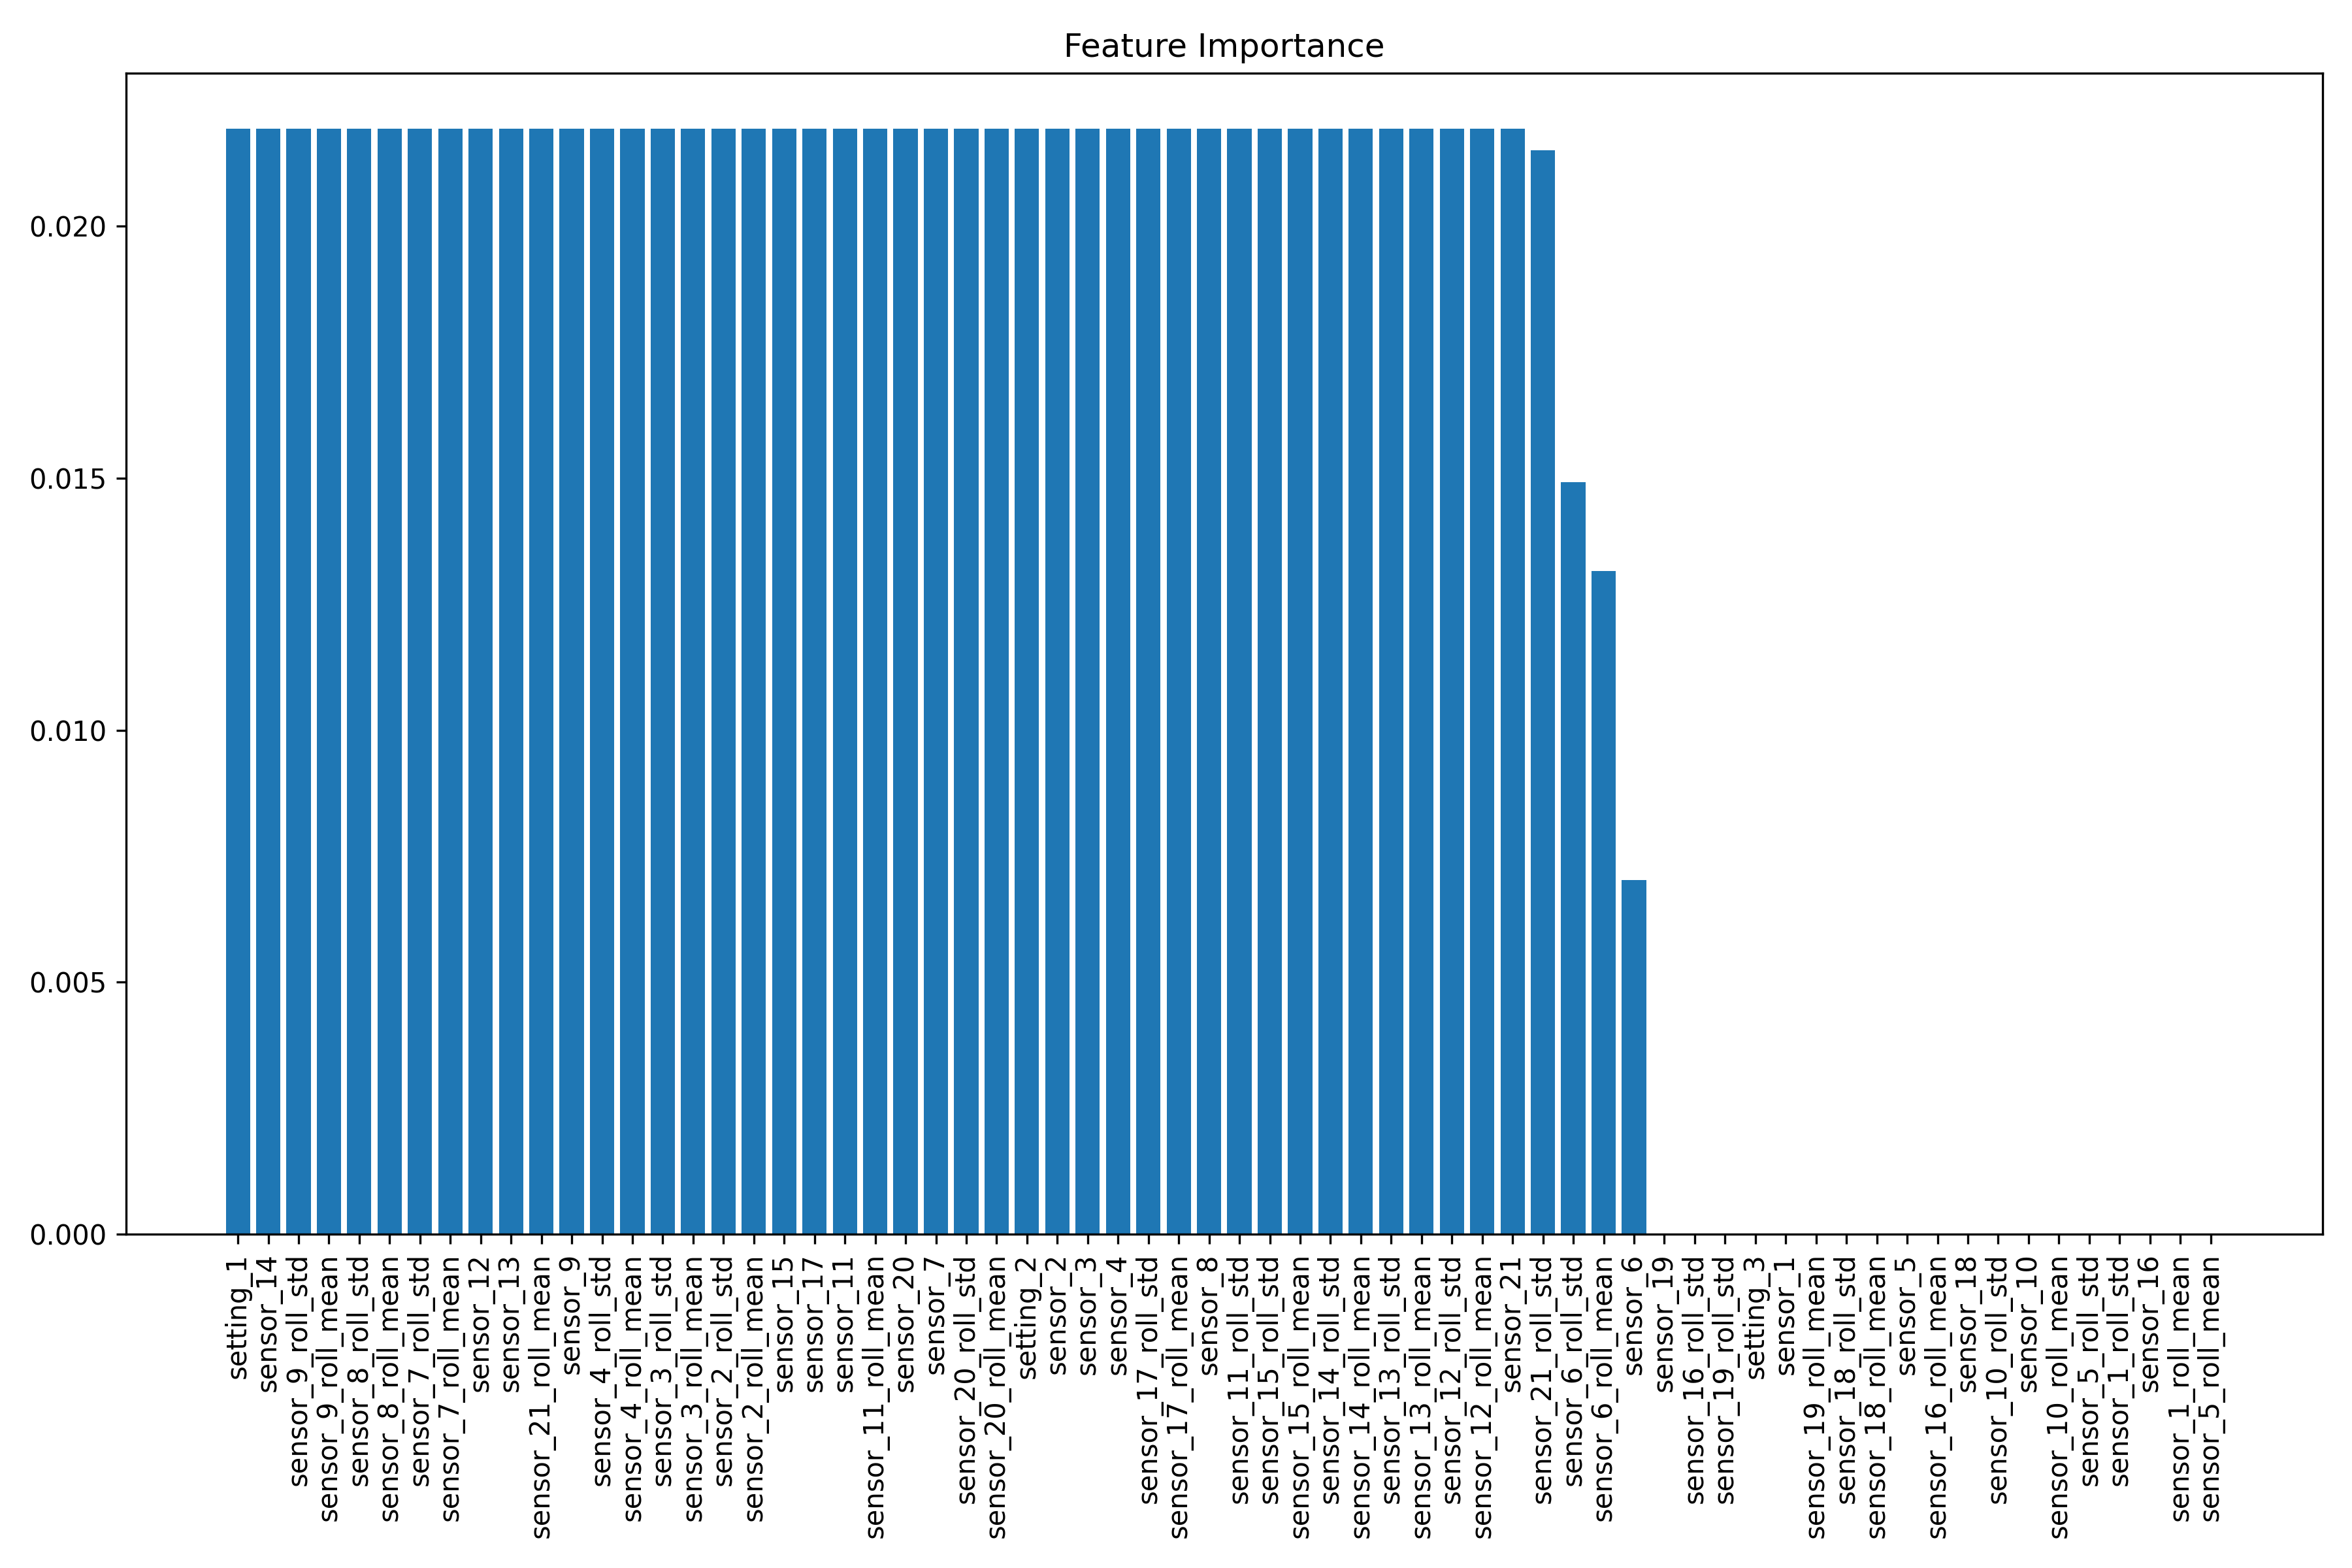 Feature Importance
0.020
0.015
0.010
0.005
0.000
setting_1
sensor_14
sensor_9_roll_std
sensor_9_roll_mean
sensor_8_roll_std
sensor_8_roll_mean
sensor_7_roll_std
sensor_7_roll_mean
sensor_12
sensor_13
sensor_21_roll_mean
sensor_9
sensor_4_roll_std
sensor_4_roll_mean
sensor_3_roll_std
sensor_3_roll_mean
sensor_2_roll_std
sensor_2_roll_mean
sensor_15
sensor_17
sensor_11
sensor_11_roll_mean
sensor_20
sensor_7
sensor_20_roll_std
sensor_20_roll_mean
setting_2
sensor_2
sensor_3
sensor_4
sensor_17_roll_std
sensor_17_roll_mean
sensor_8
sensor_11_roll_std
sensor_15_roll_std
sensor_15_roll_mean
sensor_14_roll_std
sensor_14_roll_mean
sensor_13_roll_std
sensor_13_roll_mean
sensor_12_roll_std
sensor_12_roll_mean
sensor_21
sensor_21_roll_std
sensor_6_roll_std
sensor_6_roll_mean
sensor_6
sensor_19
sensor_16_roll_std
sensor_19_roll_std
setting_3
sensor_1
sensor_19_roll_mean
sensor_18_roll_std
sensor_18_roll_mean
sensor_5
sensor_16_roll_mean
sensor_18
sensor_10_roll_std
sensor_10
sensor_10_roll_mean
sensor_5_roll_std
sensor_1_roll_std
sensor_16
sensor_1_roll_mean
sensor_5_roll_mean